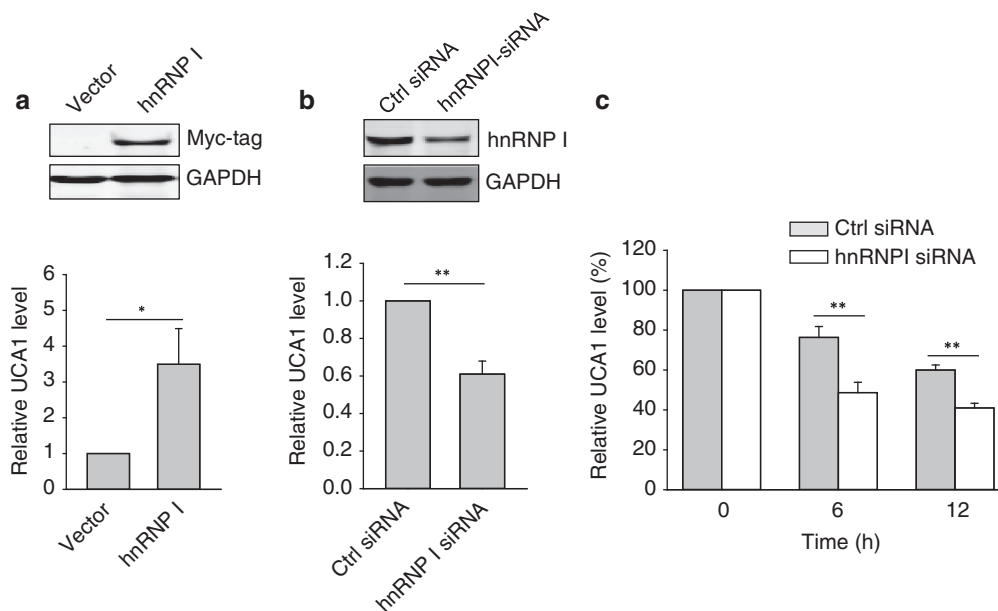 a
Vector
hnRNP I
Myc-tag
GAPDH
Relative UCA1 level
6
5
4
3
2
1
0
*
Vector
hnRNP I
b
Ctrl siRNA
hnRNPI-siRNA
hnRNP I
GAPDH
Relative UCA1 level
1.2
1.0
0.8
0.6
0.4
0.2
0.0
**
Ctrl siRNA
hnRNP I siRNA
c
Ctrl siRNA
hnRNPI siRNA
Relative UCA1 level (%)
120
100
80
60
40
20
0
**
**
0 6 12
Time (h)